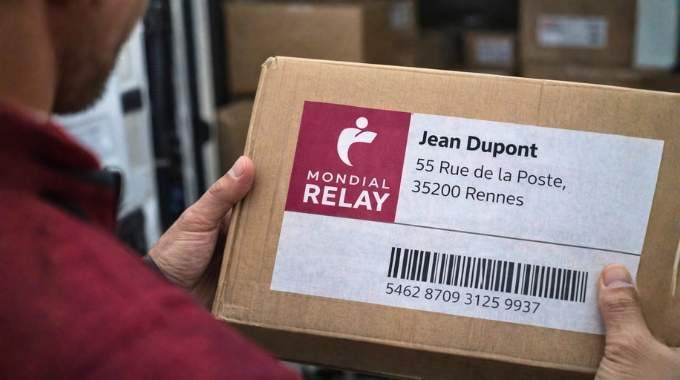 MONDIAL
RELAY
Jean Dupont
55 Rue de la Poste,
35200 Rennes
5462 8709 3125 9937